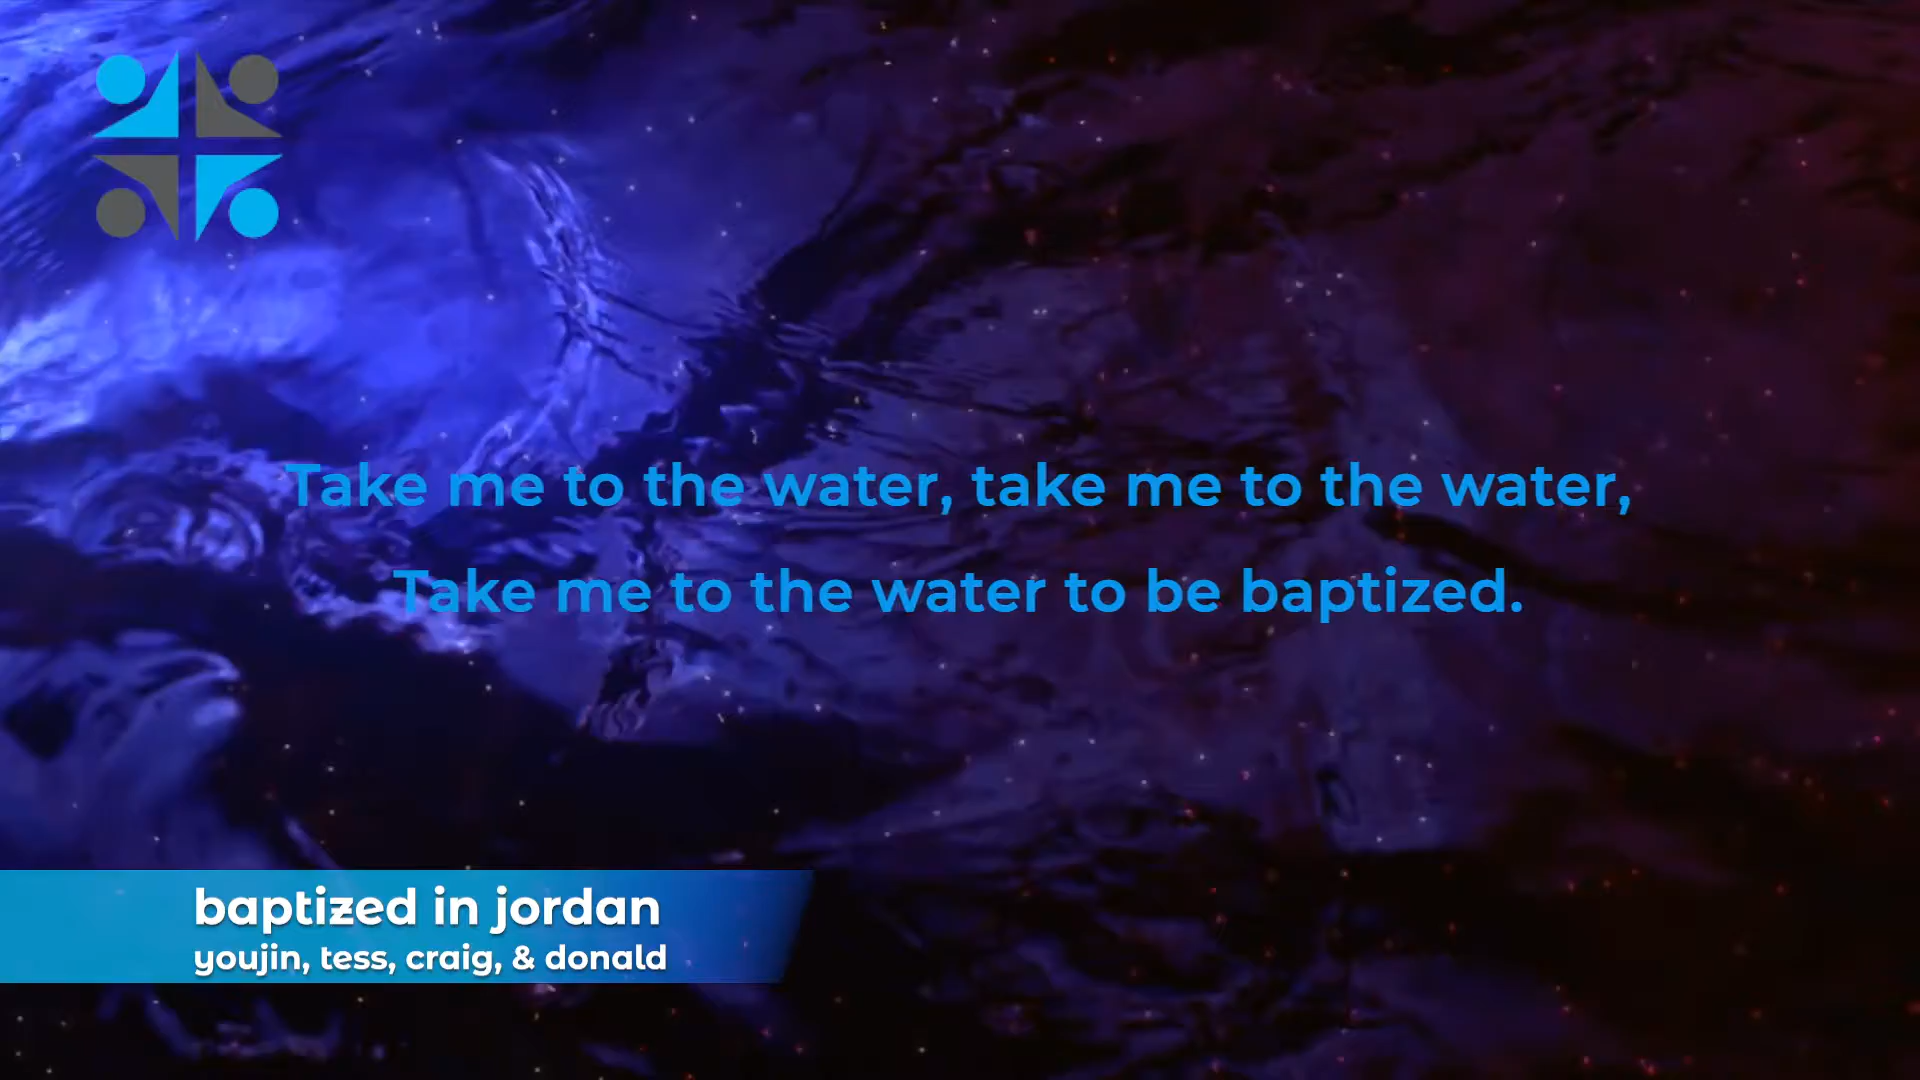 Take me to the water, take me to the water,
Take me to the water to be baptized.
baptized in jordan
youjin, tess, craig, & donald